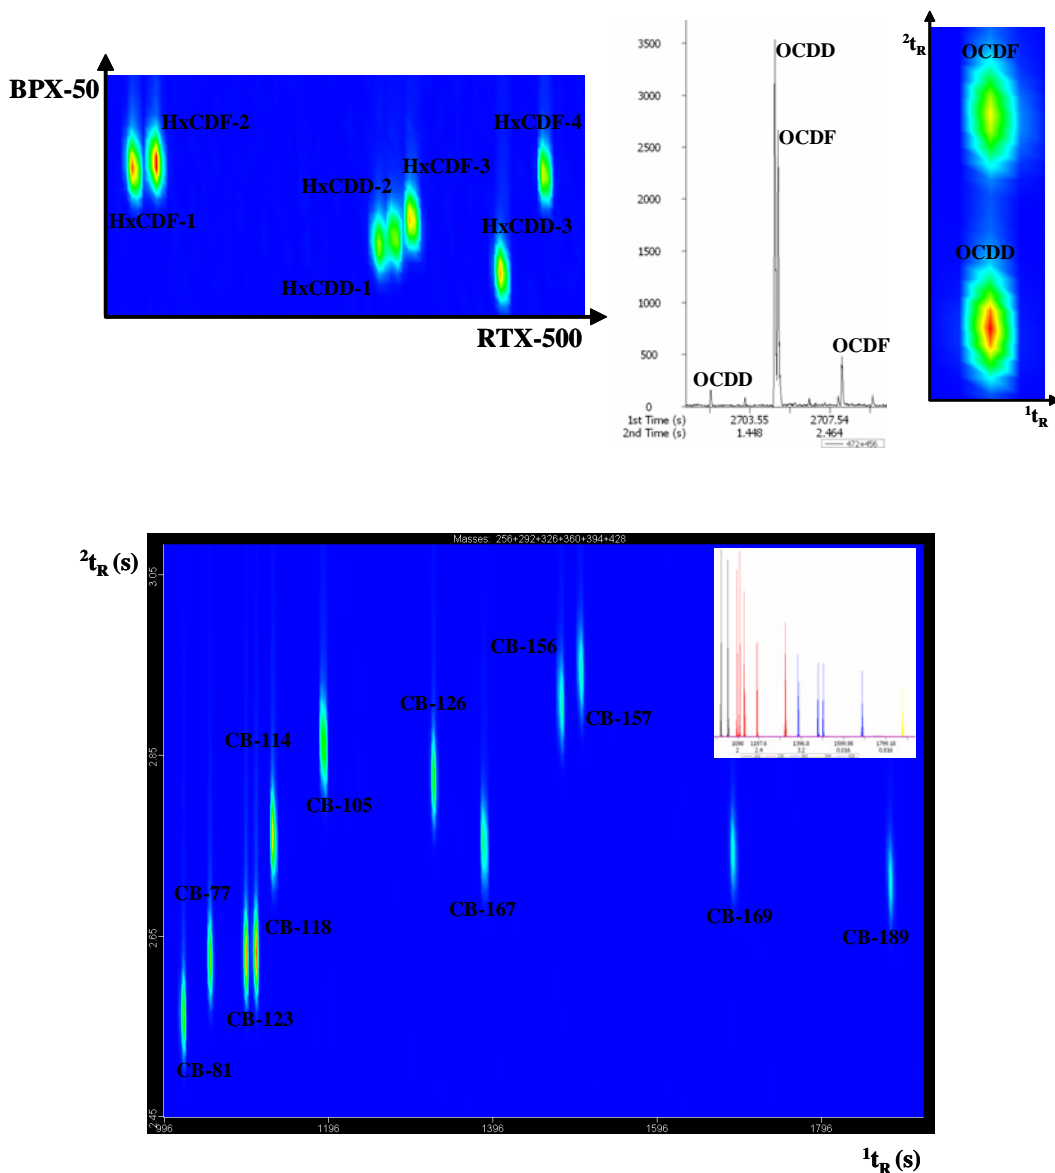 BPX-50
HxCDF-2
HxCDF-4
HxCDF-3
HxCDD-2
HxCDF-1
HxCDD-3
HxCDD-1
RTX-500
3500
3000
2500
2000
1500
1000
500
0
OCDD
OCDF
OCDD
OCDF
1st Time (s) 2703.55 2707.54
2nd Time (s) 1.448 2.464
472+456
²tR
OCDF
OCDD
¹tR
Masses: 256+292+326+360+394+428
²tR (s)
3.05
2.85
2.65
2.45
CB-156
CB-126
CB-157
CB-114
CB-105
CB-77
CB-118
CB-167
CB-169
CB-189
CB-123
CB-81
996 1196 1396 1596 1796
¹tR (s)